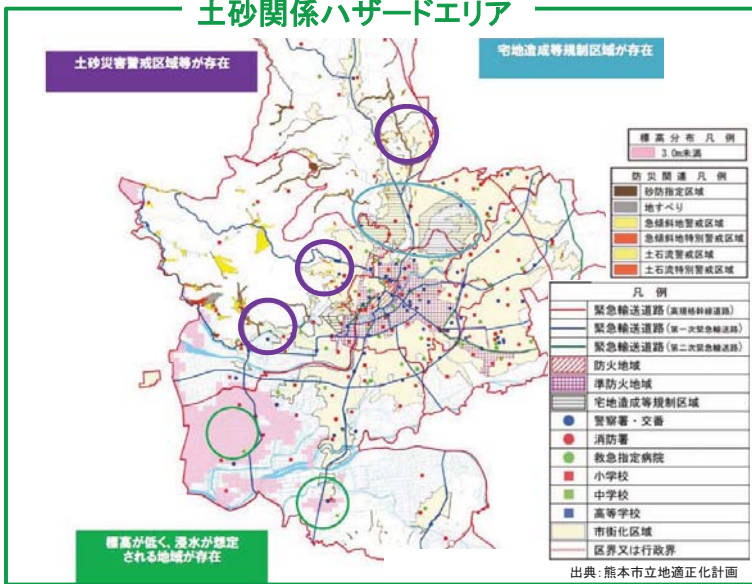 土砂関係ハザードエリア
土砂災害警戒区域等が存在
宅地造成等規制区域が存在
標高分布凡例
3.0m未満
防災関連凡例
砂防指定区域
地すべり
急傾斜地警戒区域
急傾斜地特別警戒区域
土石流警戒区域
土石流特別警戒区域
凡例
緊急輸送道路(高規格幹線道路)
緊急輸送道路(第一次緊急輸送路)
緊急輸送道路(第二次緊急輸送路)
防火地域
準防火地域
宅地造成等規制区域
警察署・交番
消防署
救急指定病院
小学校
中学校
高等学校
市街化区域
区界又は行政界
標高が低く、浸水が想定
される地域が存在
出典:熊本市立地適正化計画